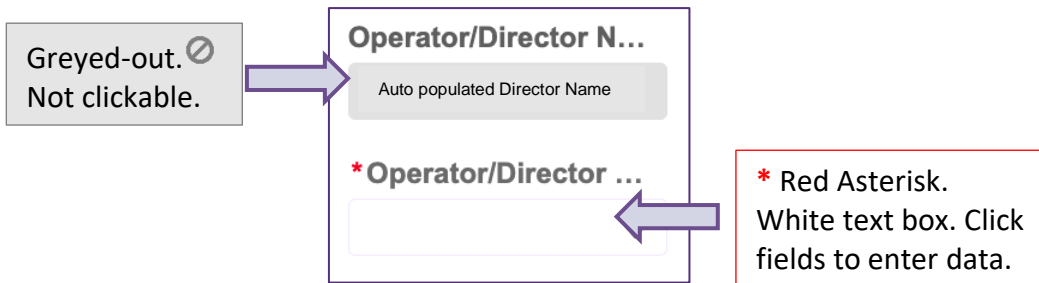 Greyed-out.
Not clickable.
Operator/Director N...
Auto populated Director Name
*Operator/Director ...
* Red Asterisk.
White text box. Click
fields to enter data.